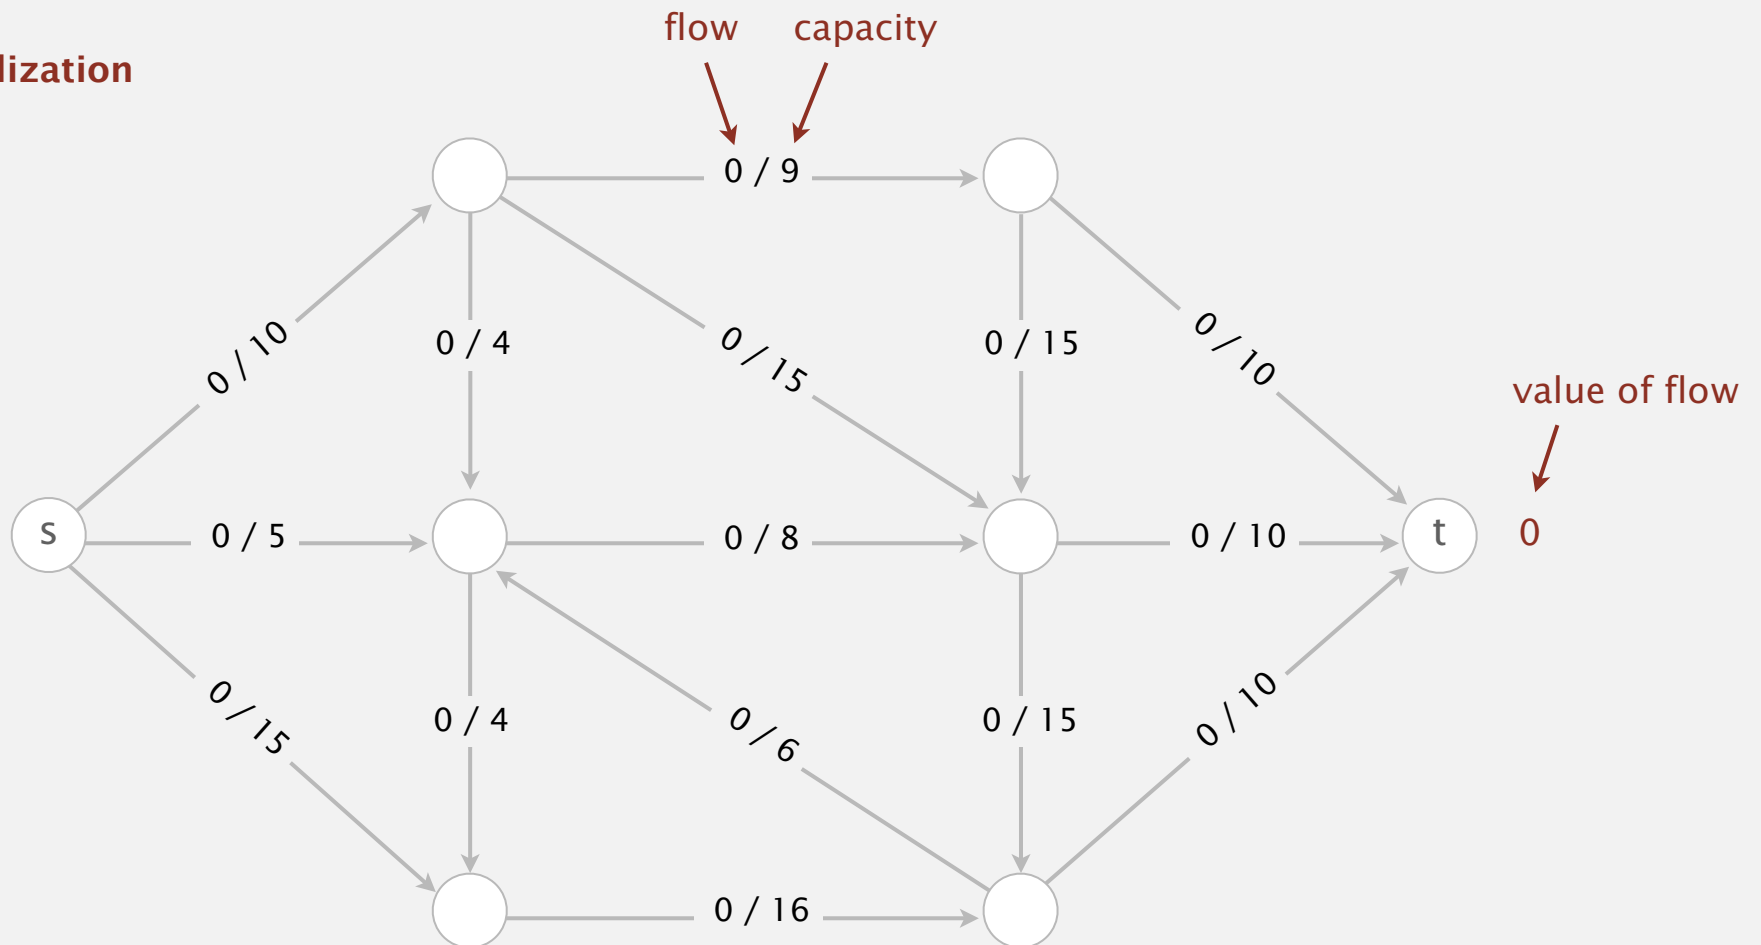 flow capacity
lization
0 / 9
0 / 10
0 / 4
0 / 15
0 / 15
0 / 10
value of flow
s
0 / 5
0 / 8
0 / 10
t
0
0 / 15
0 / 4
0 / 6
0 / 15
0 / 10
0 / 16